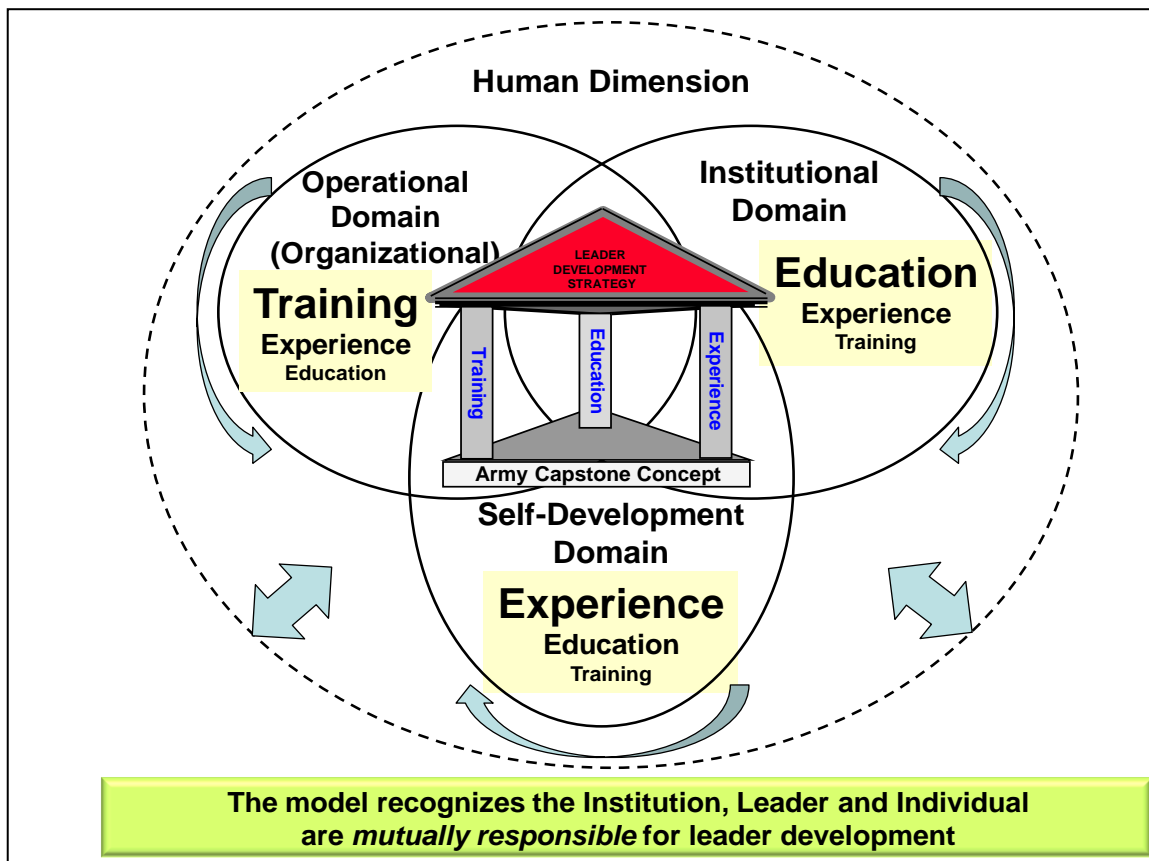 Human Dimension
Operational
Domain
(Organizational)
Training
Experience
Education
Institutional
Domain
Education
Experience
Training
LEADER
DEVELOPMENT
STRATEGY
Training
Education
Experience
Army Capstone Concept
Self-Development
Domain
Experience
Education
Training
The model recognizes the Institution, Leader and Individual
are mutually responsible for leader development